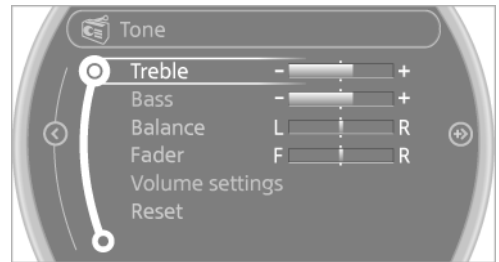 Tone
Treble - +
Bass - +
Balance L R
Fader F R
Volume settings
Reset